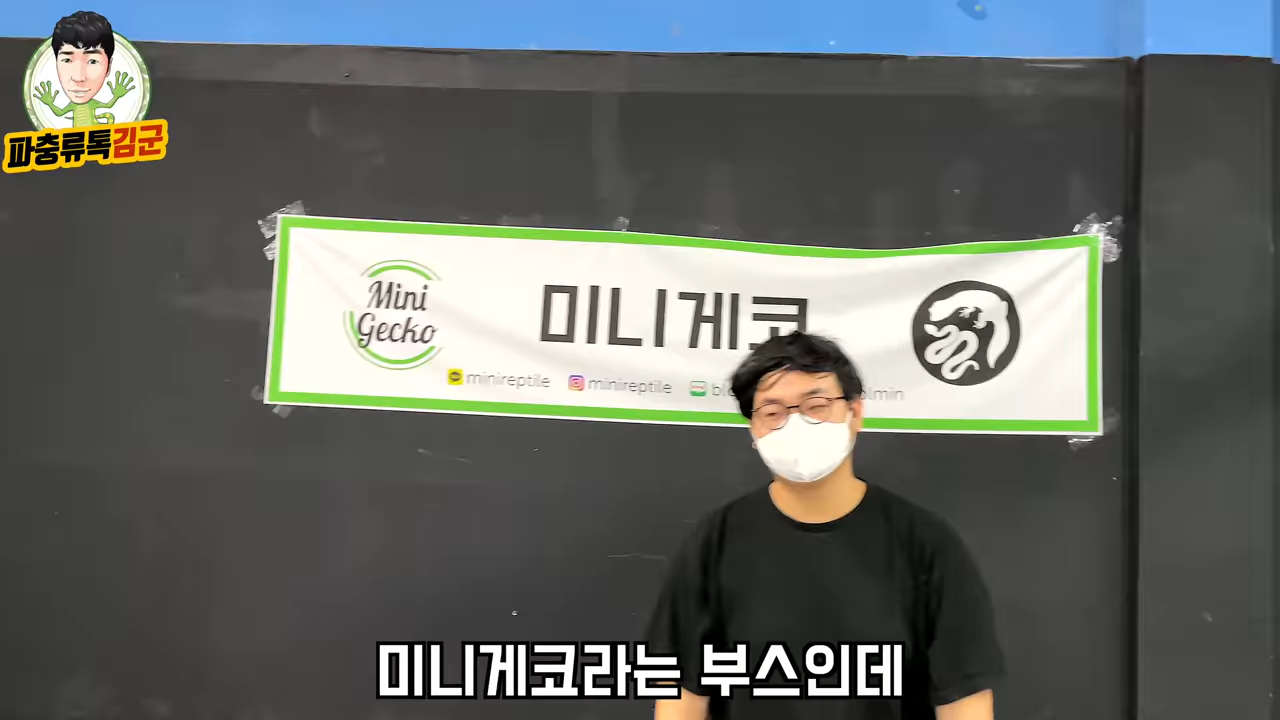 파충류톡김군
Mini
Gecko
미니게코
minireptile
minireptile
미니게코라는 부스인데